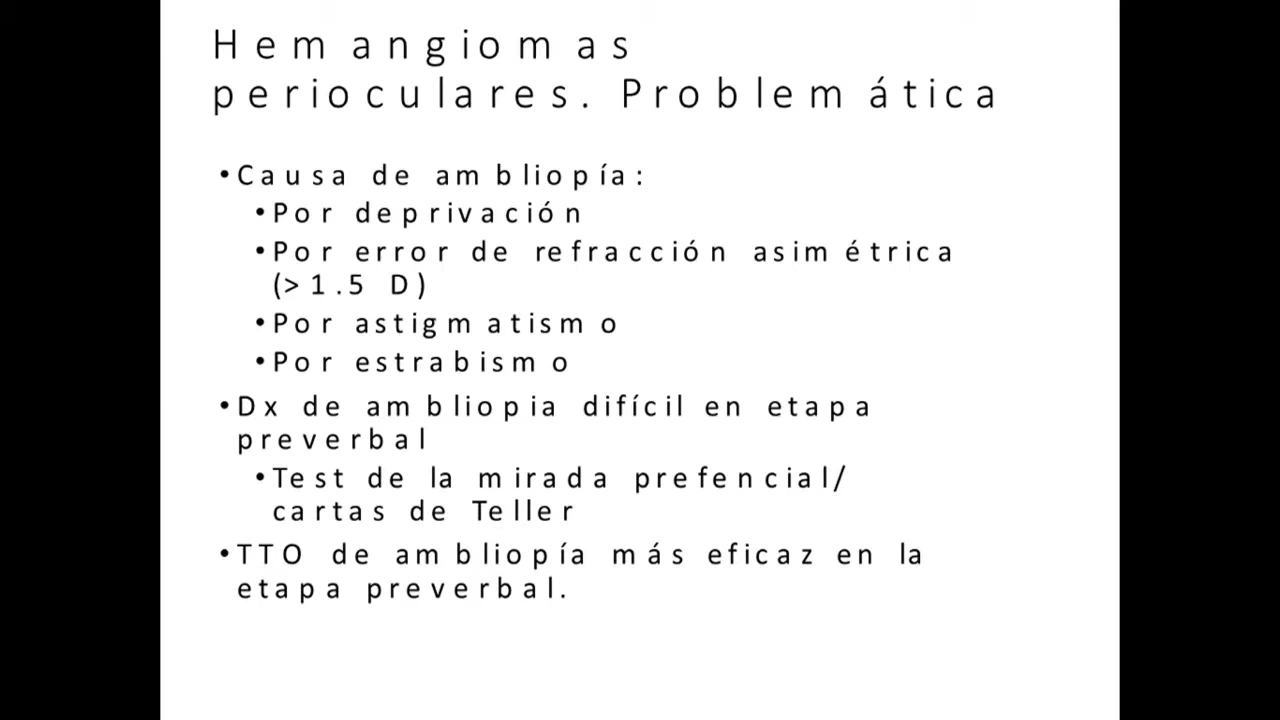 Hemangiomas
perioculares. Problemática
•Causa de ambliopía:
•Por deprivación
•Por error de refracción asimétrica
(>1.5 D)
•Por astigmatismo
•Por estrabismo
•Dx de ambliopia difícil en etapa
preverbal
•Test de la mirada prefencial/
cartas de Teller
•TTO de ambliopía más eficaz en la
etapa preverbal.